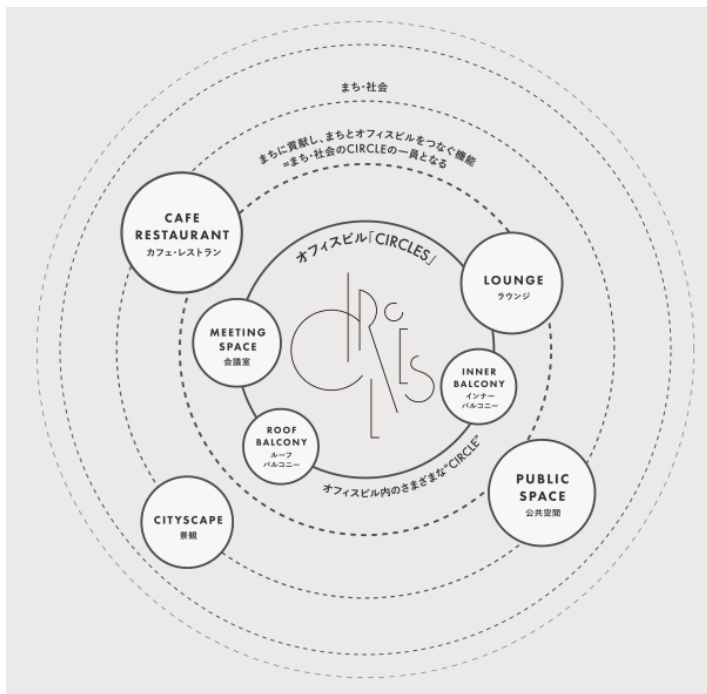 まち・社会
まちに貢献し、まちとオフィスビルをつなぐ機能
=まち・社会のCIRCLEの一員となる
CAFE
RESTAURANT
カフェ・レストラン
オフィスビル「CIRCLES」
LOUNGE
ラウンジ
CIRCLES
MEETING
SPACE
会議室
INNER
BALCONY
インナー
バルコニー
ROOF
BALCONY
ルーフ
バルコニー
オフィスビル内のさまざまな“CIRCLE”
PUBLIC
SPACE
公共空間
CITYSCAPE
景観